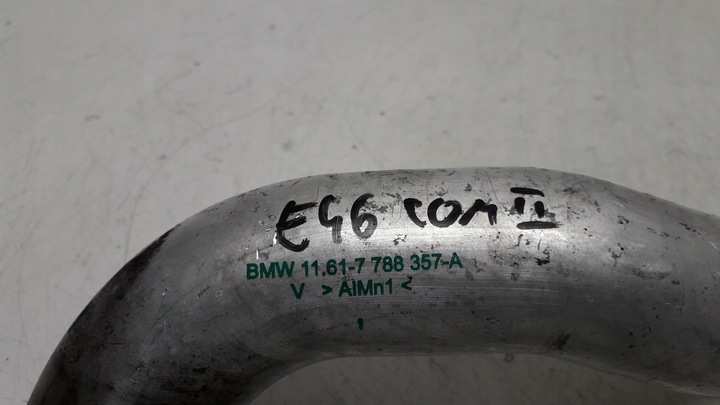 E46 COM II
BMW 11.61-7 788 357-A
V > AlMn1 <
1